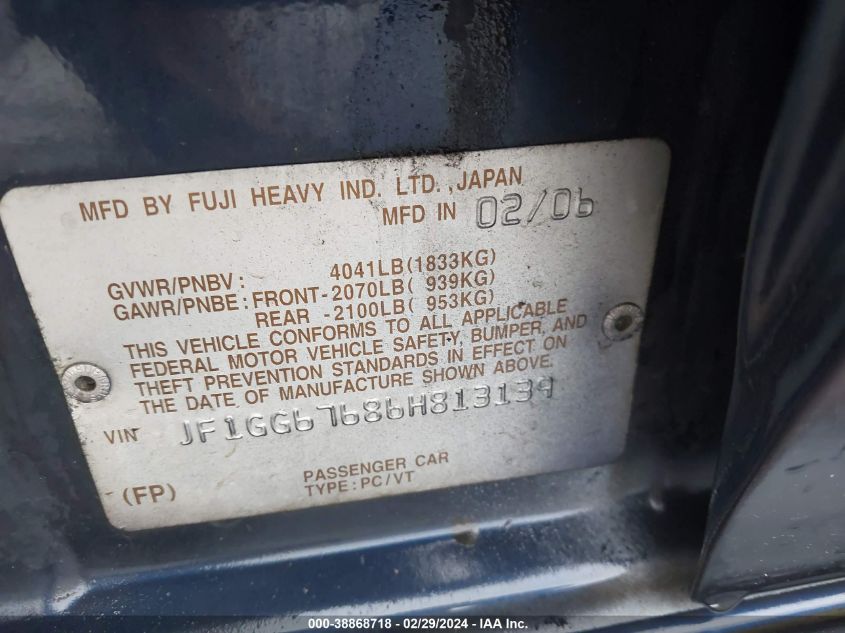 MFD BY FUJI HEAVY IND. LTD.,JAPAN
MFD IN 02/06
GVWR/PNBV: 4041LB(1833KG)
GAWR/PNBE: FRONT-2070LB( 939KG)
REAR -2100LB( 953KG)
THIS VEHICLE CONFORMS TO ALL APPLICABLE
FEDERAL MOTOR VEHICLE SAFETY, BUMPER, AND
THEFT PREVENTION STANDARDS IN EFFECT ON
THE DATE OF MANUFACTURE SHOWN ABOVE.
VIN JF1GG67686H813139
(FP) PASSENGER CAR
TYPE:PC/VT
000-38868718 - 02/29/2024 - IAA Inc.